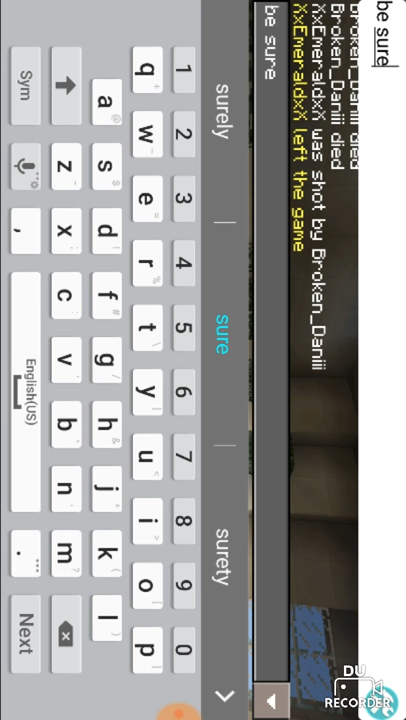 be sure
Broken_Daniii died
Broken_Daniii died
XxEmeraldxX was shot by Broken_Daniii
XxEmeraldxX left the game
be sure
surely sure surety
1 2 3 4 5 6 7 8 9 0
q w e r t y u i o p
a s d f g h j k l
z x c v b n m
Sym , English(US) . Next
DU
RECORDER